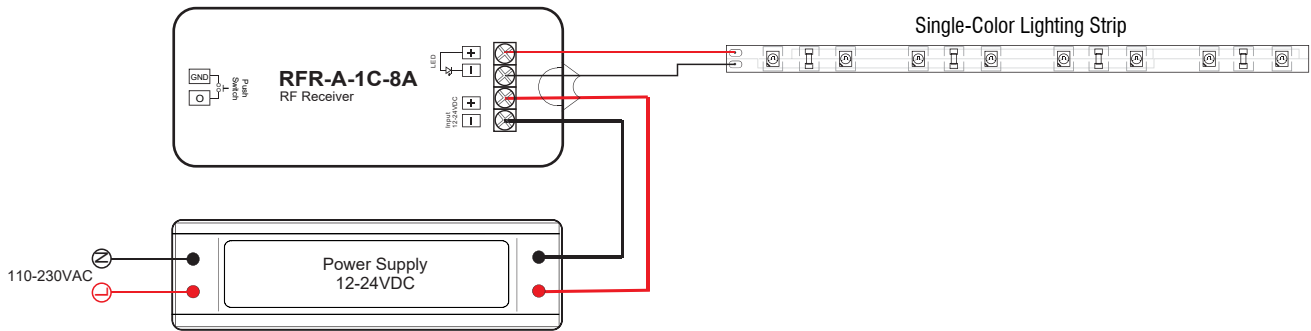 Single-Color Lighting Strip
LED
+
−
GND
O
Push
Switch
RFR-A-1C-8A
RF Receiver
Input
12-24VDC
+
−
110-230VAC
N
L
Power Supply
12-24VDC